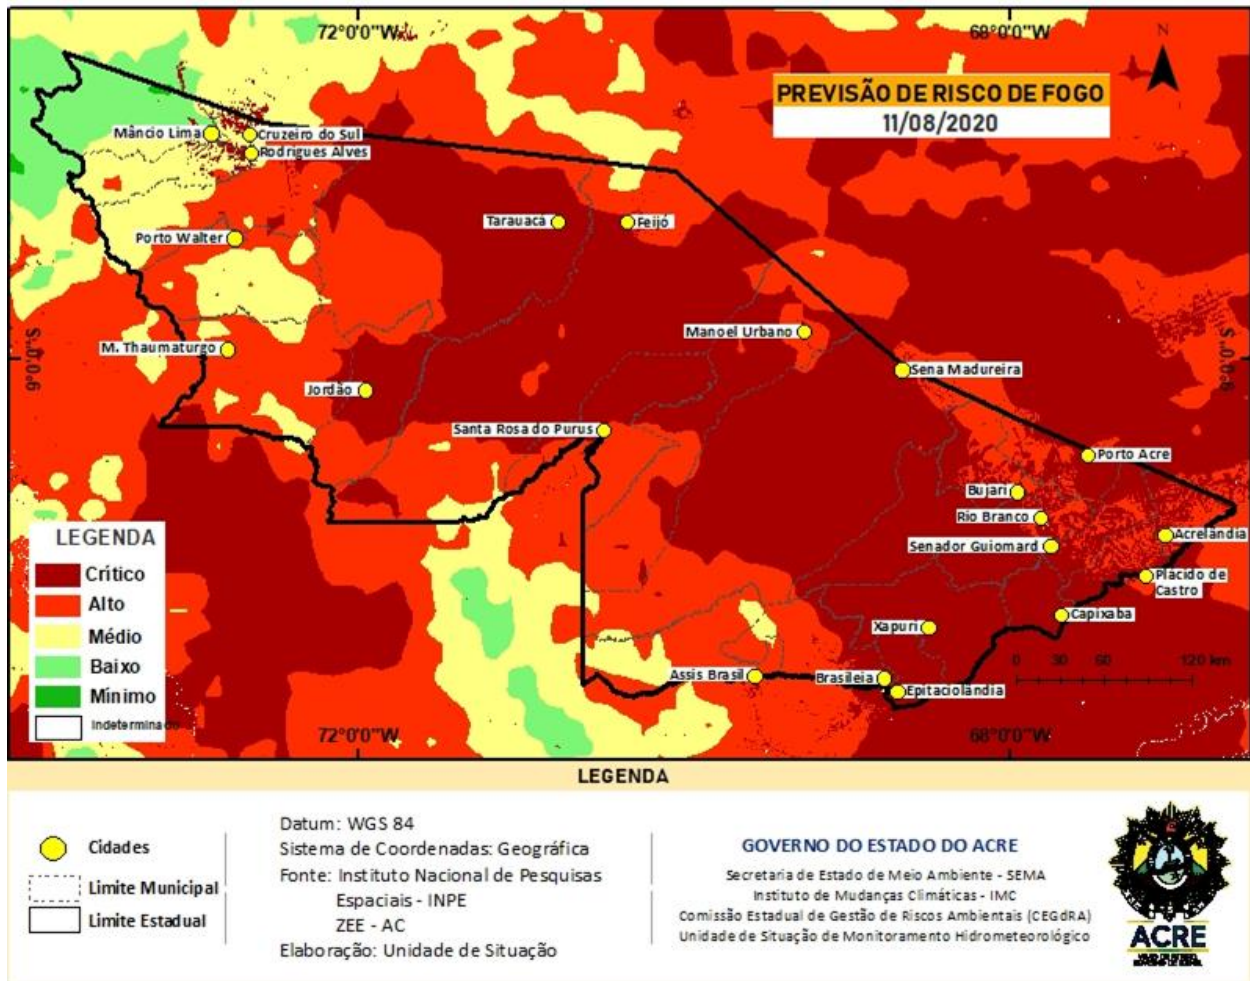 72°0'0"W
68°0'0"W
N
PREVISÃO DE RISCO DE FOGO
11/08/2020
Mâncio Lima
Cruzeiro do Sul
Rodrigues Alves
Tarauacá
Feijó
Porto Walter
Manoel Urbano
9°0'0"S
9°0'0"S
M. Thaumaturgo
Sena Madureira
Jordão
Santa Rosa do Purus
Porto Acre
Bujari
Rio Branco
Acrelândia
Senador Guiomard
Plácido de
Castro
Capixaba
Xapuri
Assis Brasil
Brasileia
Epitaciolândia
0 30 60 120 km
LEGENDA
Crítico
Alto
Médio
Baixo
Mínimo
Indeterminado
72°0'0"W
68°0'0"W
LEGENDA
Cidades
Limite Municipal
Limite Estadual
Datum: WGS 84
Sistema de Coordenadas: Geográfica
Fonte: Instituto Nacional de Pesquisas
Espaciais - INPE
ZEE - AC
Elaboração: Unidade de Situação
GOVERNO DO ESTADO DO ACRE
Secretaria de Estado de Meio Ambiente - SEMA
Instituto de Mudanças Climáticas - IMC
Comissão Estadual de Gestão de Riscos Ambientais (CEGdRA)
Unidade de Situação de Monitoramento Hidrometeorológico
ACRE